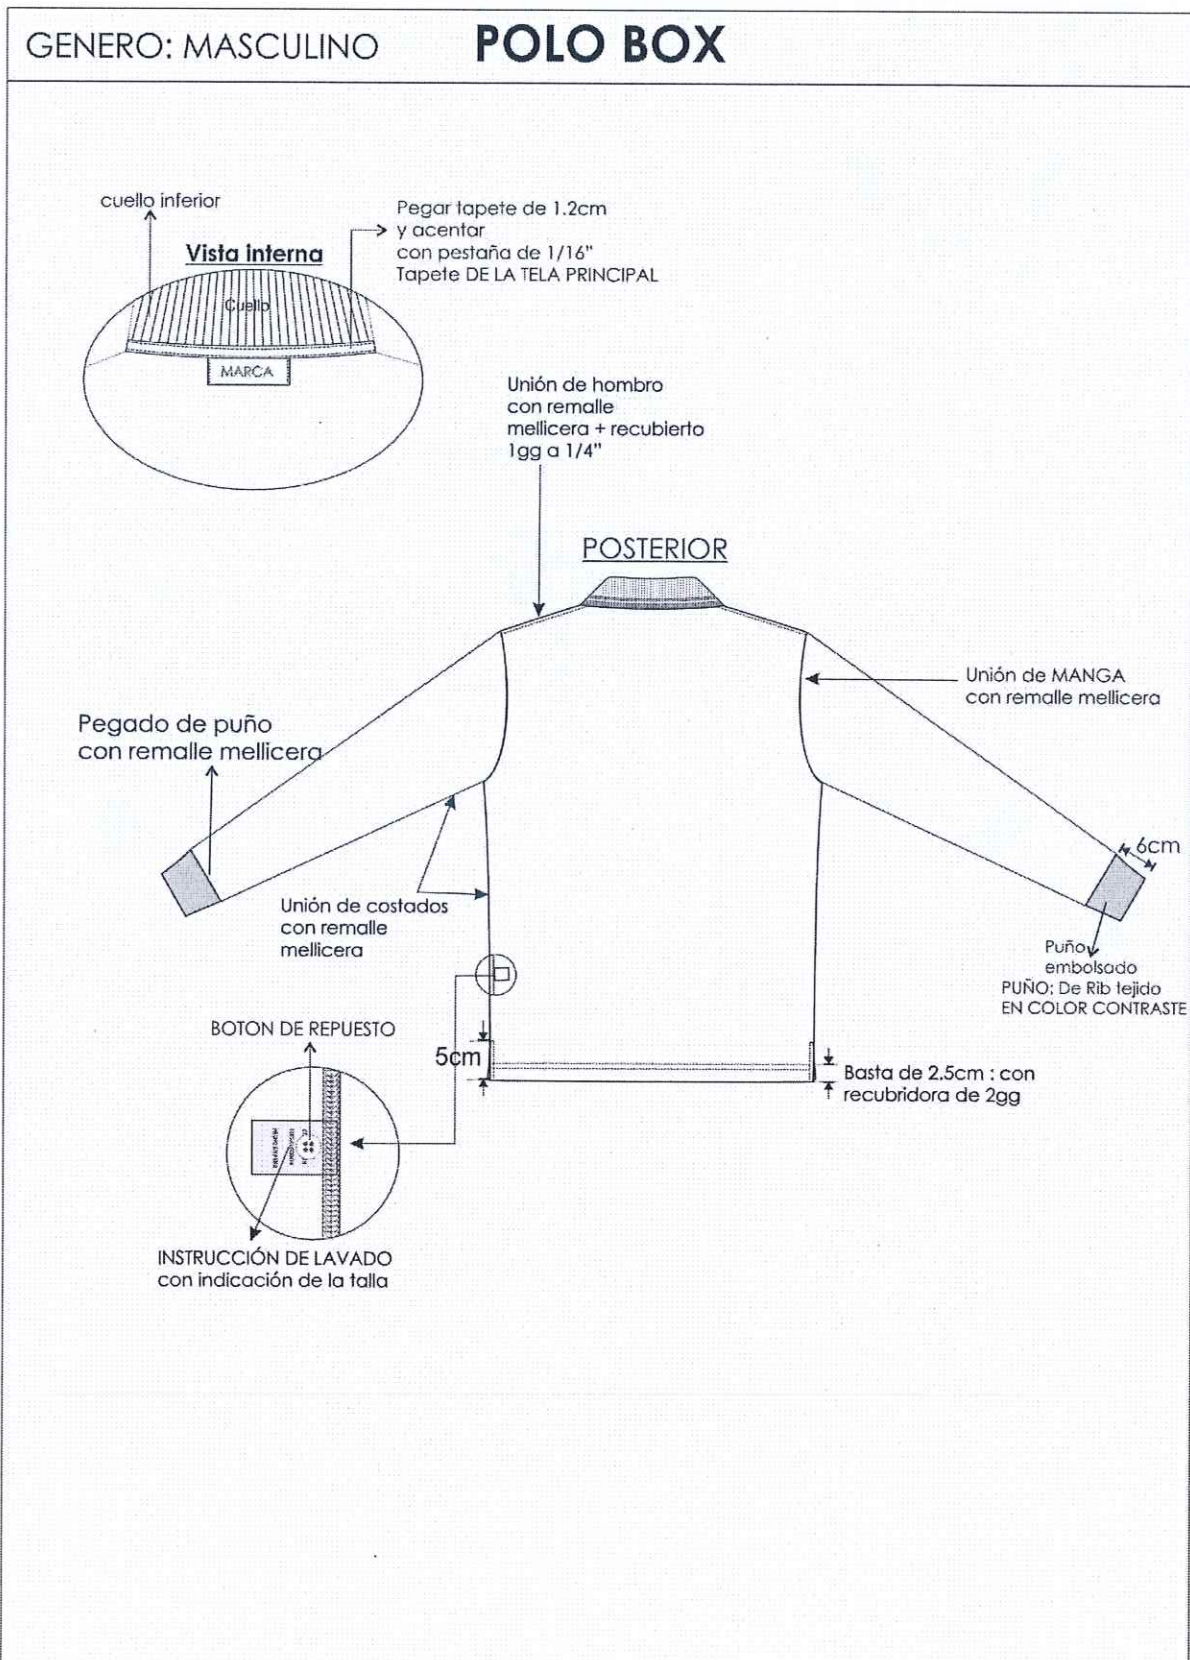 GENERO: MASCULINO
POLO BOX
cuello inferior
Vista interna
Cuello
MARCA
Pegar tapete de 1.2cm
y acentar
con pestaña de 1/16"
Tapete DE LA TELA PRINCIPAL
Unión de hombro
con remalle
mellicera + recubierto
1gg a 1/4"
POSTERIOR
Unión de MANGA
con remalle mellicera
Pegado de puño
con remalle mellicera
6cm
Unión de costados
con remalle
mellicera
Puño
embolsado
PUÑO: De Rib tejido
EN COLOR CONTRASTE
BOTON DE REPUESTO
5cm
Basta de 2.5cm : con
recubridora de 2gg
INSTRUCCIÓN DE LAVADO
con indicación de la talla